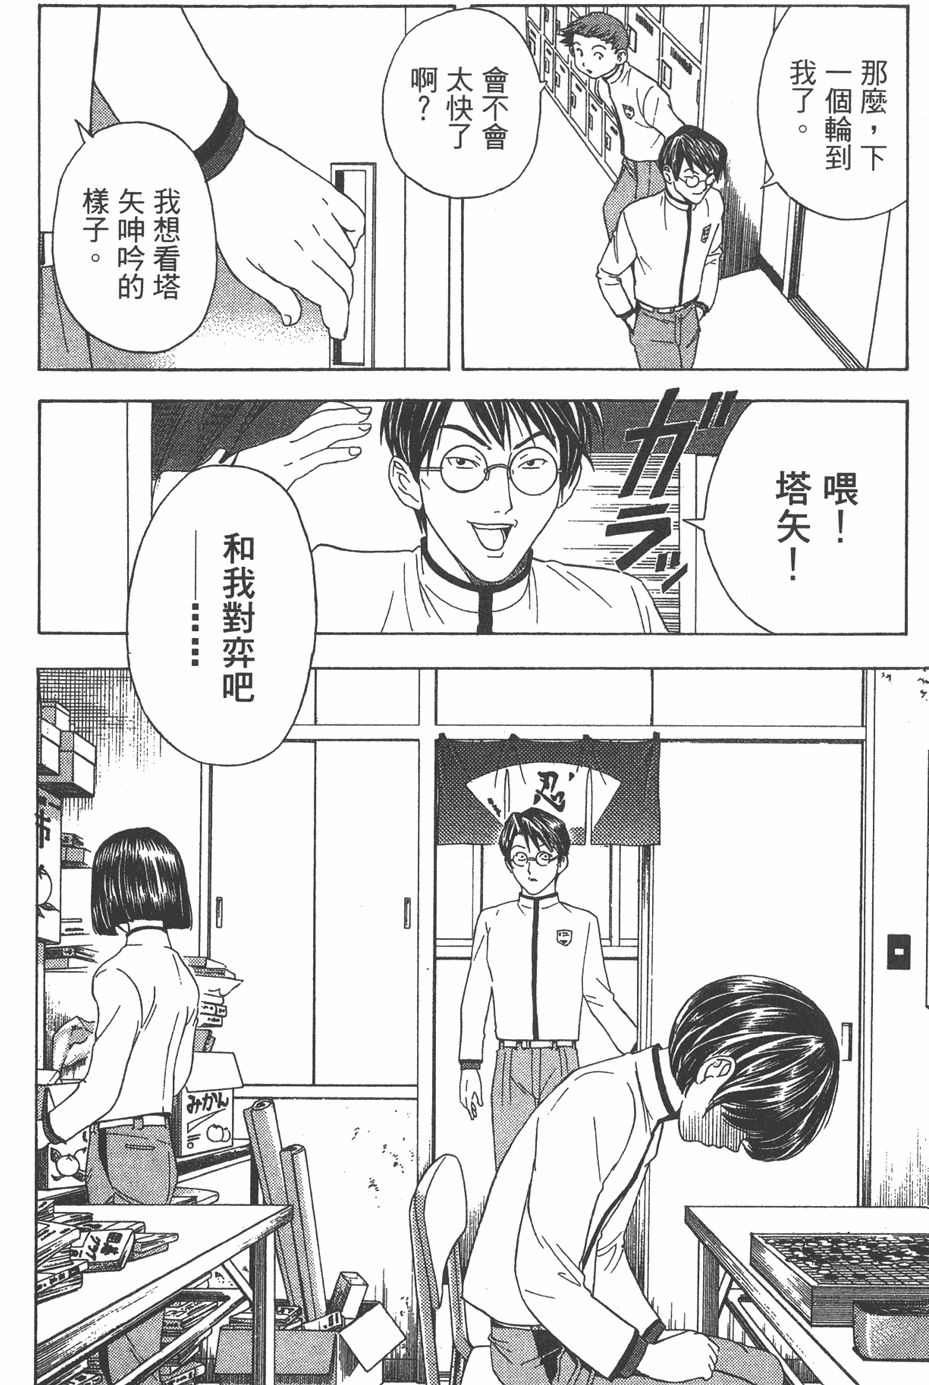 那麼，下
一個輪到
我了。
會不會
太快了
啊？
我想看塔
矢呻吟的
樣子。
喂！
塔矢！
ガラ
和我對弈吧
——……
忍
市
みかん